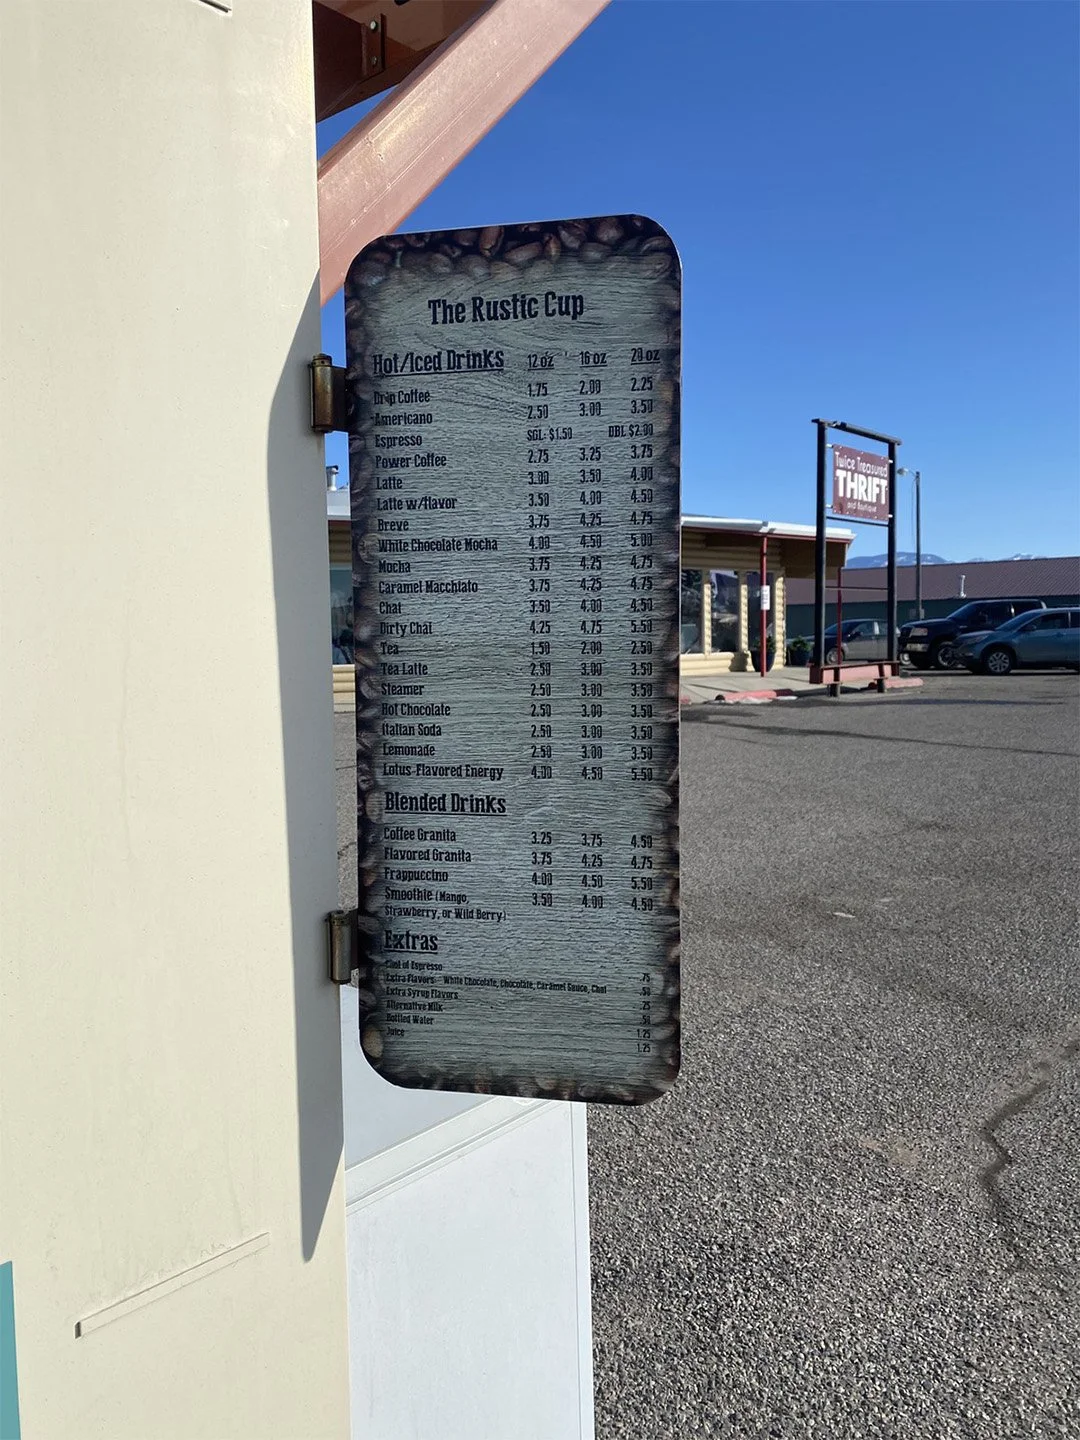 The Rustic Cup
Hot/Iced Drinks 12 oz 16 oz 20 oz
Drip Coffee 1.75 2.00 2.25
Americano 2.50 3.00 3.50
Espresso SGL- $1.50 DBL $2.00
Power Coffee 2.75 3.25 3.75
Latte 3.00 3.50 4.00
Latte w/flavor 3.50 4.00 4.50
Breve 3.75 4.25 4.75
White Chocolate Mocha 4.00 4.50 5.00
Mocha 3.75 4.25 4.75
Caramel Macchiato 3.75 4.25 4.75
Chai 3.50 4.00 4.50
Dirty Chai 4.25 4.75 5.50
Tea 1.50 2.00 2.50
Tea Latte 2.50 3.00 3.50
Steamer 2.50 3.00 3.50
Hot Chocolate 2.50 3.00 3.50
Italian Soda 2.50 3.00 3.50
Lemonade 2.50 3.00 3.50
Lotus-Flavored Energy 4.00 4.50 5.50
Blended Drinks
Coffee Granita 3.25 3.75 4.50
Flavored Granita 3.75 4.25 4.75
Frappuccino 4.00 4.50 5.50
Smoothie (Mango, 3.50 4.00 4.50
Strawberry, or Wild Berry)
Extras
Shot of Espresso .75
Extra Flavors- White Chocolate, Chocolate, Caramel Sauce, Chai .50
Extra Syrup Flavors .25
Alternative Milk .50
Bottled Water 1.25
Juice 1.25
Twice Treasured
THRIFT
and Boutique